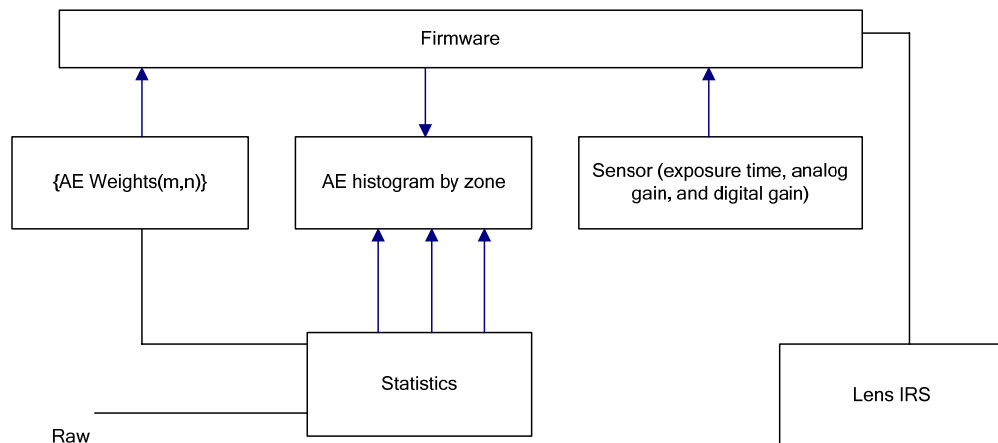 Firmware
{AE Weights(m,n)}
AE histogram by zone
Sensor (exposure time, analog
gain, and digital gain)
Statistics
Lens IRS
Raw